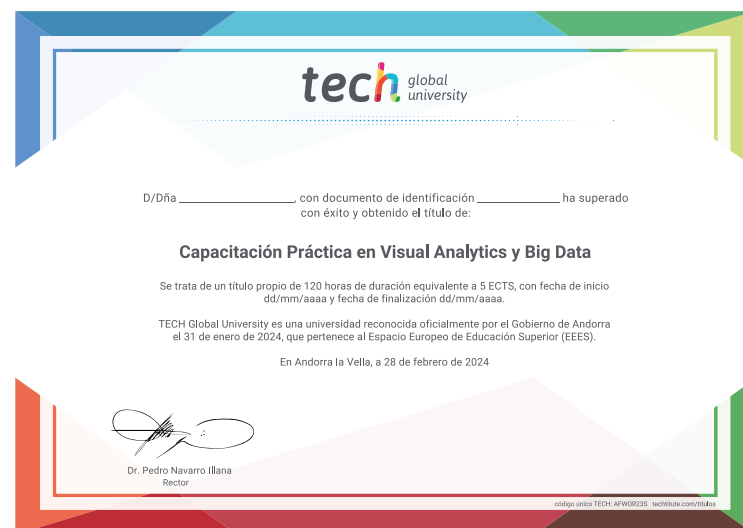 tech global university
D/Dña ____________________, con documento de identificación ______________ ha superado
con éxito y obtenido el título de:
Capacitación Práctica en Visual Analytics y Big Data
Se trata de un título propio de 120 horas de duración equivalente a 5 ECTS, con fecha de inicio
dd/mm/aaaa y fecha de finalización dd/mm/aaaa.
TECH Global University es una universidad reconocida oficialmente por el Gobierno de Andorra
el 31 de enero de 2024, que pertenece al Espacio Europeo de Educación Superior (EEES).
En Andorra la Vella, a 28 de febrero de 2024
Dr. Pedro Navarro Illana
Rector
código único TECH: AFWOR23S techtitute.com/títulos